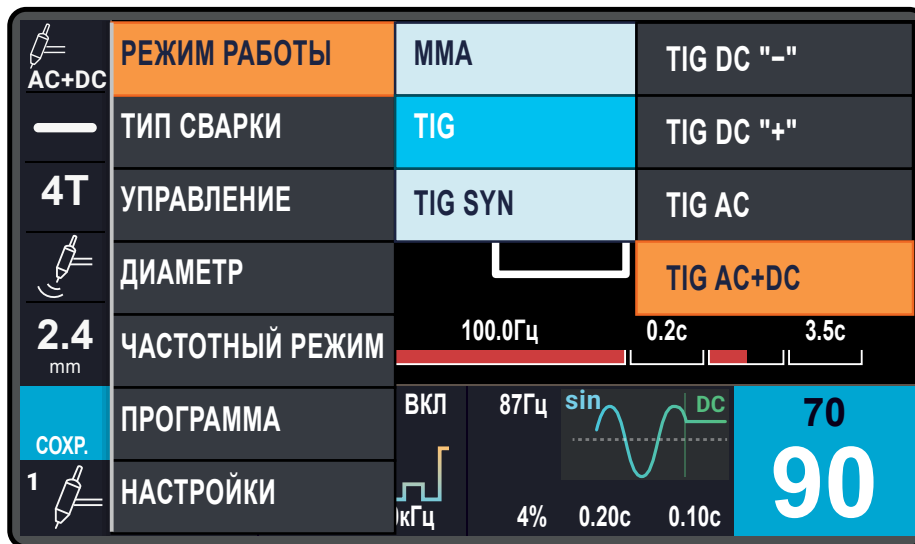 AC+DC
РЕЖИМ РАБОТЫ
MMA
TIG DC "−"
ТИП СВАРКИ
TIG
TIG DC "+"
4T
УПРАВЛЕНИЕ
TIG SYN
TIG AC
ДИАМЕТР
TIG AC+DC
2.4
mm
ЧАСТОТНЫЙ РЕЖИМ
100.0Гц
0.2с
3.5с
СОХР.
ПРОГРАММА
ВКЛ
87Гц
sin
DC
70
90
1
НАСТРОЙКИ
кГц
4%
0.20с
0.10с